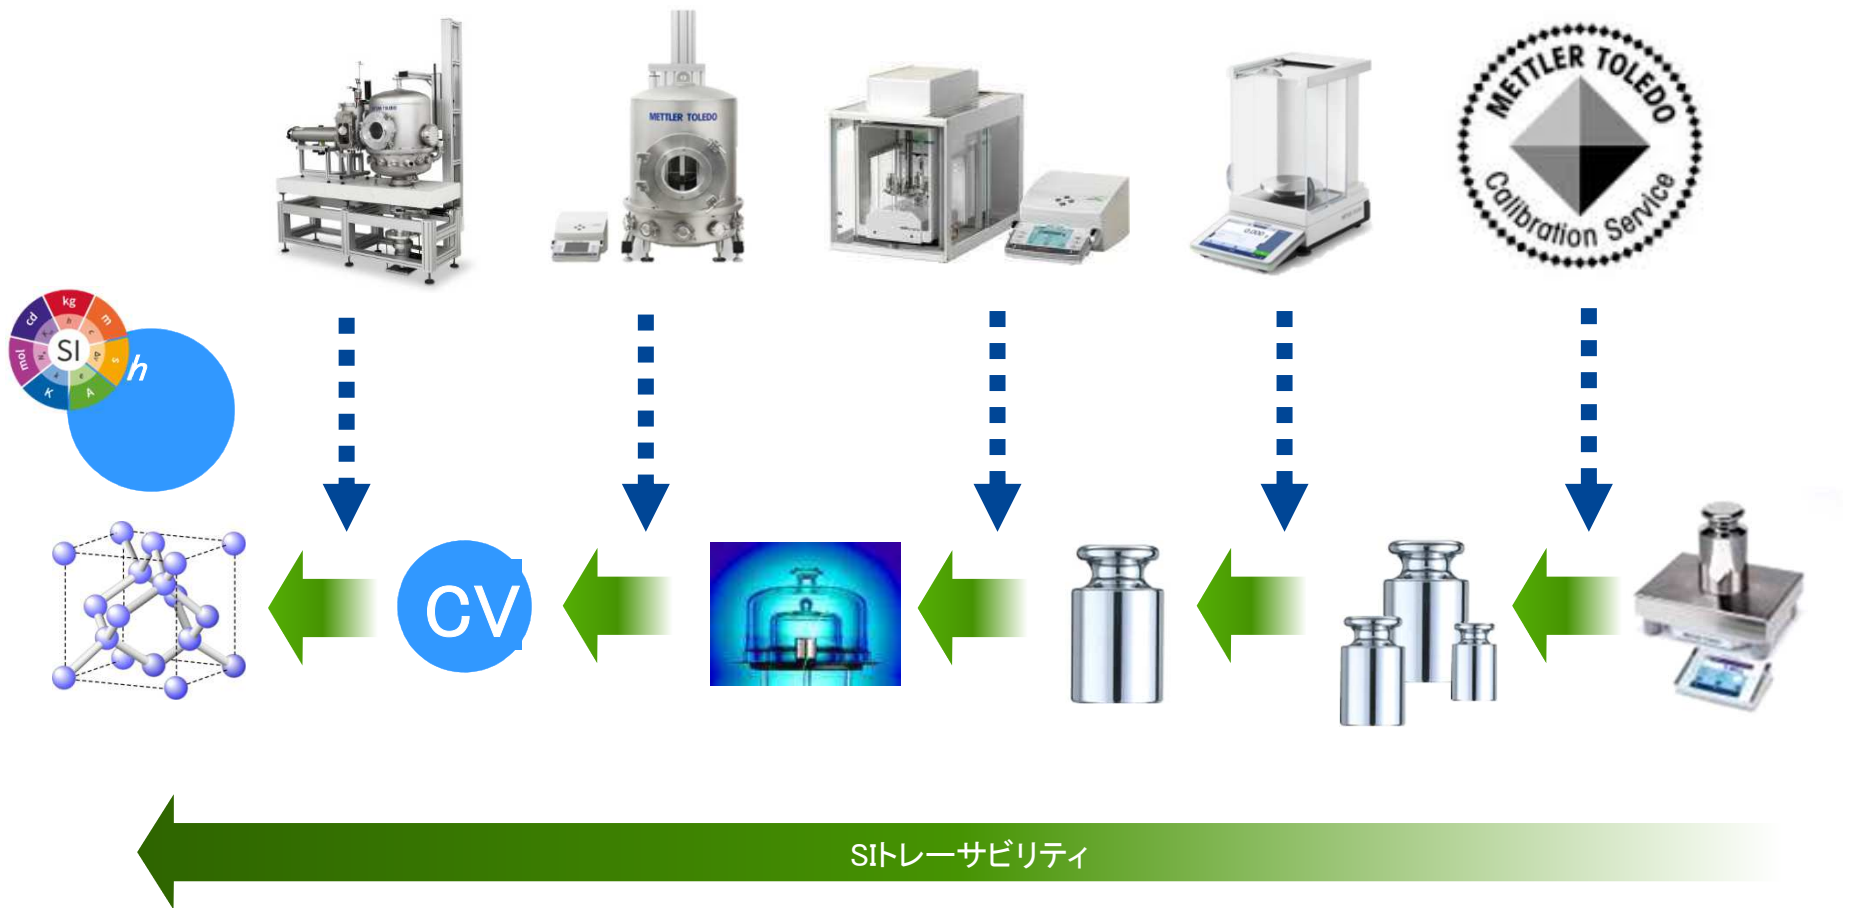 METTLER TOLEDO
METTLER TOLEDO
Calibration Service
kg
m
s
A
K
mol
cd
SI
h
CV
SIトレーサビリティ